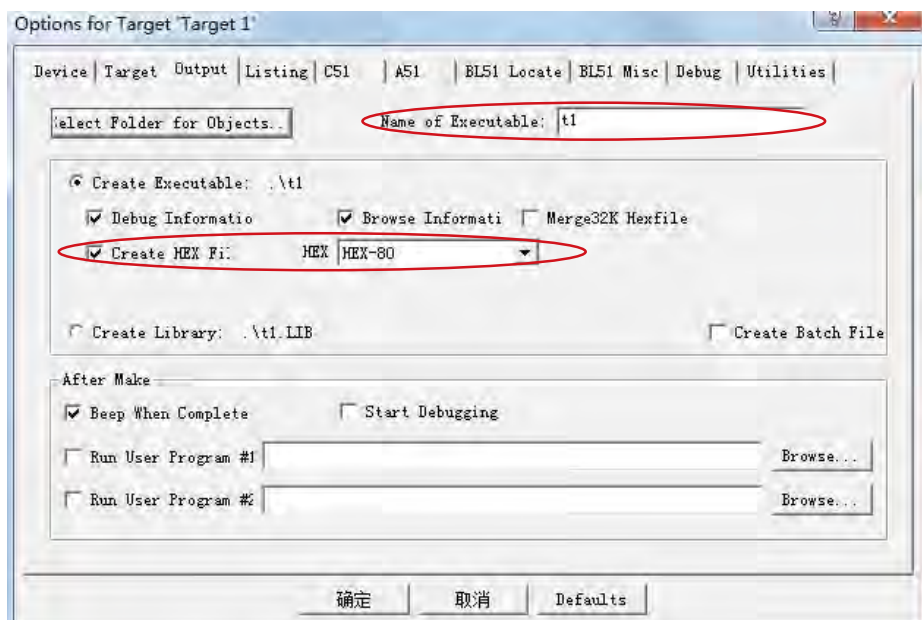 Options for Target 'Target 1'
Device Target Output Listing C51 A51 BL51 Locate BL51 Misc Debug Utilities
elect Folder for Objects.. Name of Executable: t1
Create Executable: .\t1
Debug Informatio Browse Informati Merge32K Hexfile
Create HEX Fi: HEX HEX-80
Create Library: .\t1.LIB Create Batch File
After Make
Beep When Complete Start Debugging
Run User Program #1 Browse...
Run User Program #2 Browse...
确定 取消 Defaults